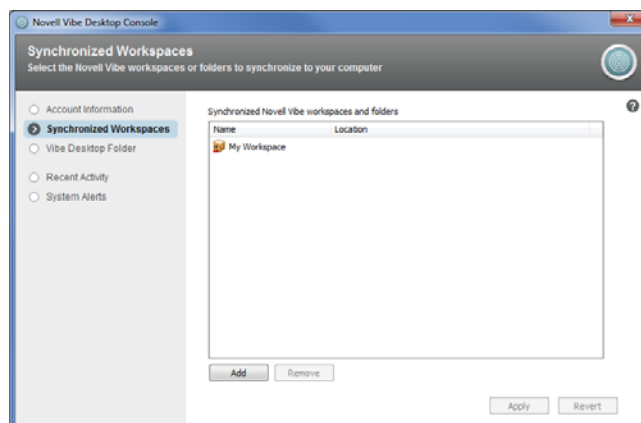 Novell Vibe Desktop Console
Synchronized Workspaces
Select the Novell Vibe workspaces or folders to synchronize to your computer
Account Information
Synchronized Workspaces
Vibe Desktop Folder
Recent Activity
System Alerts
Synchronized Novell Vibe workspaces and folders
Name Location
My Workspace
Add Remove
Apply Revert